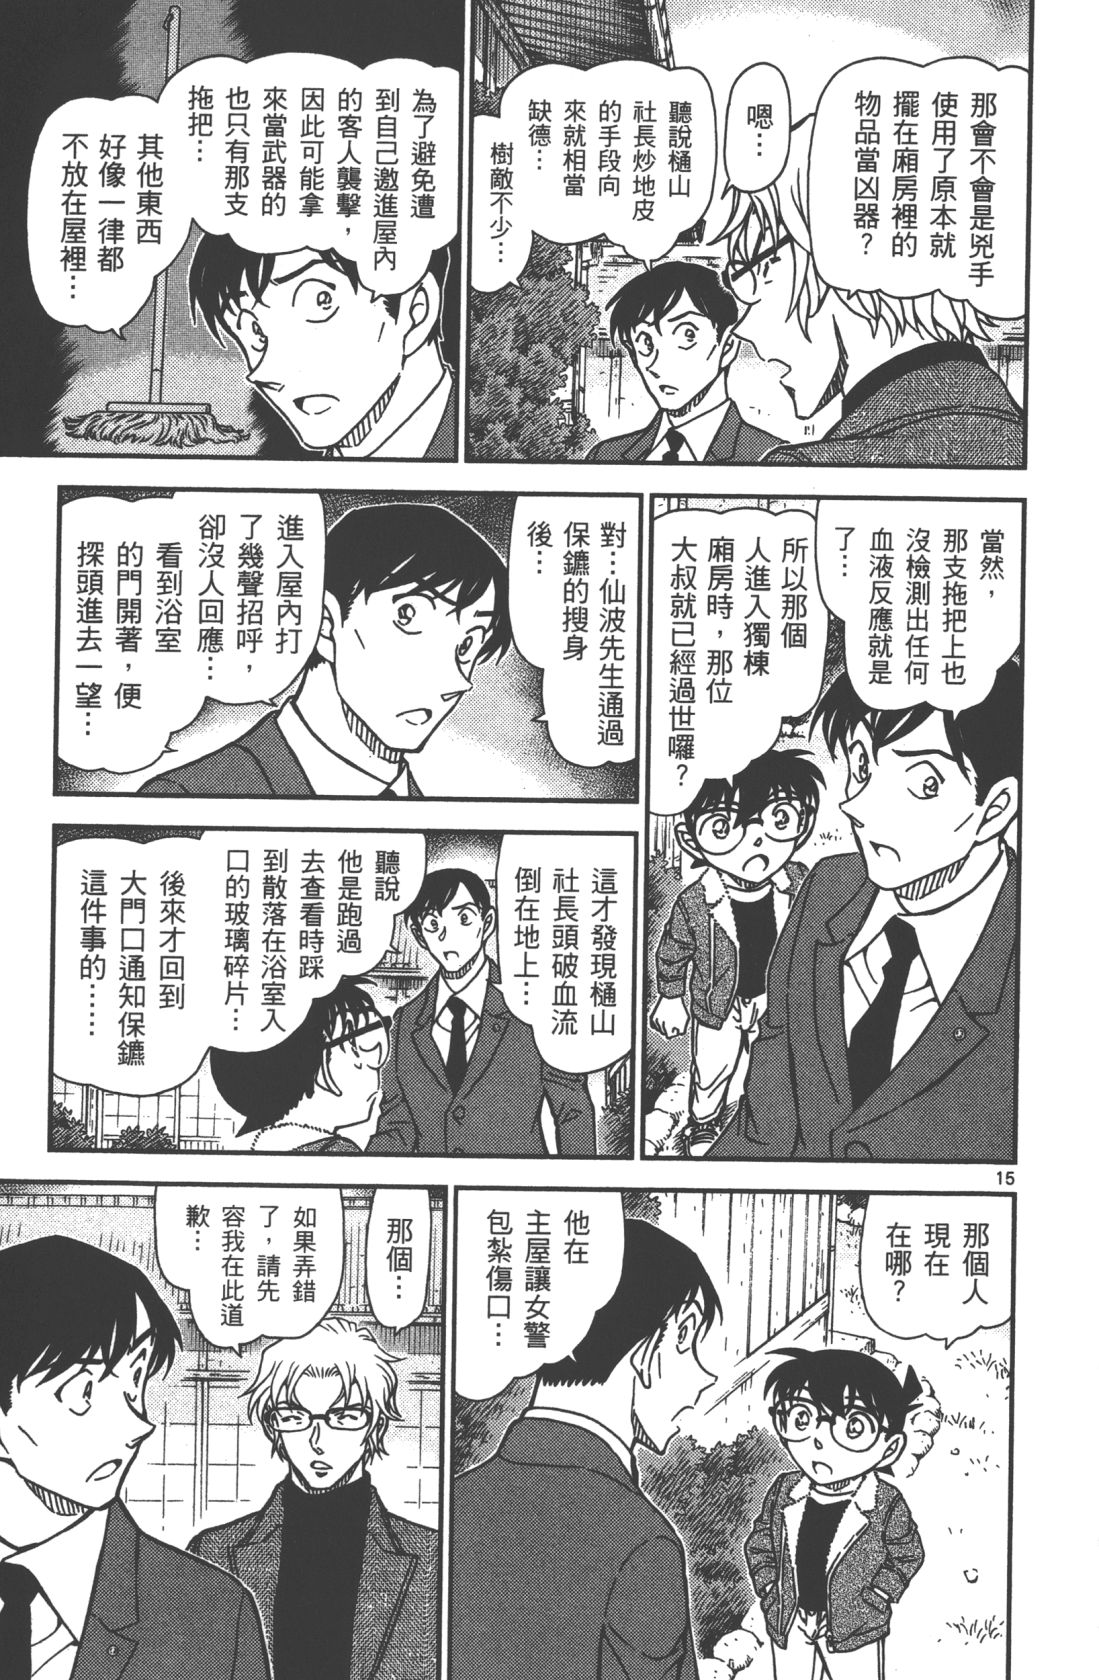 那會不會是兇手
使用了原本就
擺在廂房裡的
物品當凶器？
嗯…
聽說樋山
社長炒地皮
的手段向
來就相當
缺德…
樹敵不少…
為了避免遭
到自己邀進屋內
的客人襲擊，
因此可能拿
來當武器的
也只有那支
拖把…
其他東西
好像一律都
不放在屋裡…
當然，
那支拖把上也
沒檢測出任何
血液反應就是
了…
所以那個
人進入獨棟
廂房時，那位
大叔就已經過世囉？
對…仙波先生通過
保鑣的搜身
後…
進入屋內打
了幾聲招呼，
卻沒人回應…
看到浴室
的門開著，便
探頭進去一望…
這才發現樋山
社長頭破血流
倒在地上…
聽說
他是跑過
去查看時踩
到散落在浴室入
口的玻璃碎片…
後來才回到
大門口通知保鑣
這件事的……
15
那個人
現在
在哪？
他在
主屋讓女警
包紮傷口…
那個…
如果弄錯
了，請先
容我在此道
歉…